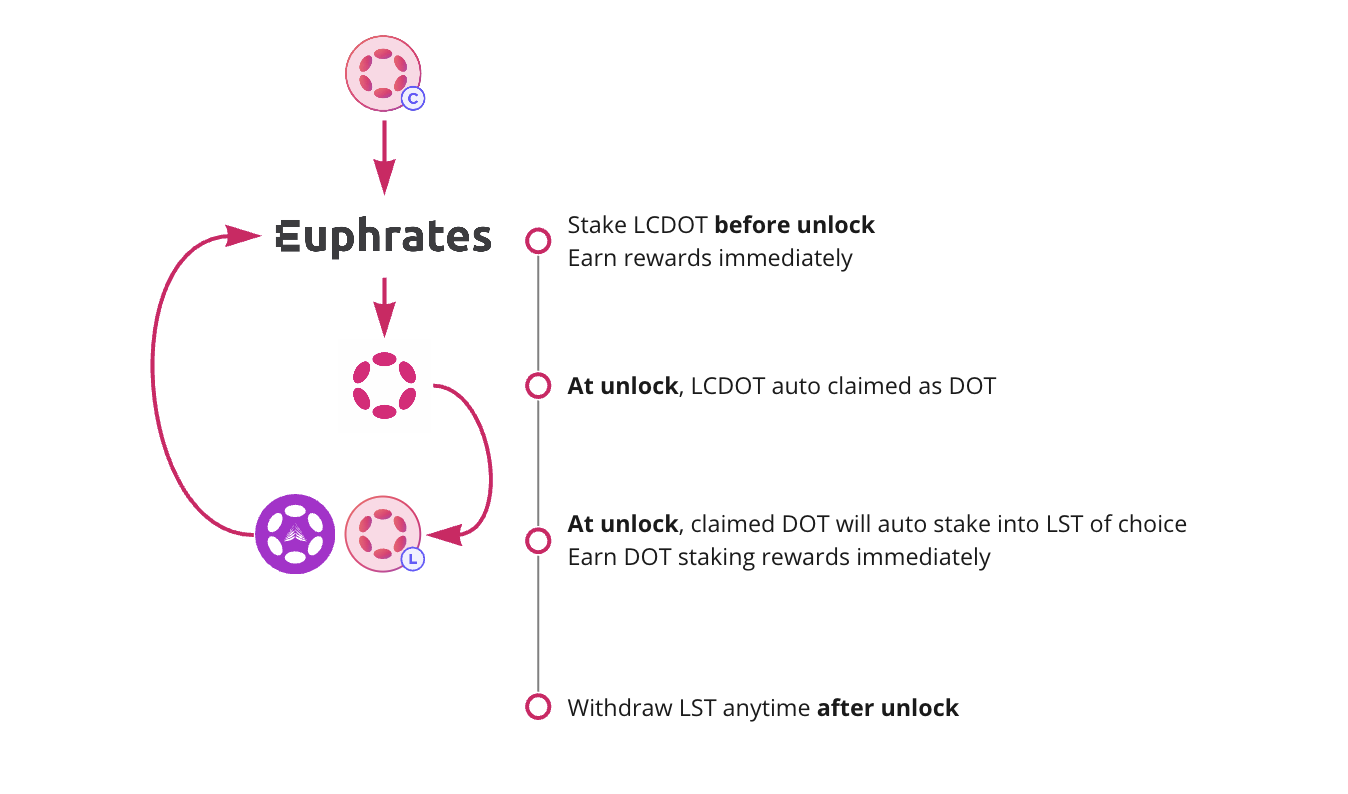 C
Euphrates
Stake LCDOT before unlock
Earn rewards immediately
At unlock, LCDOT auto claimed as DOT
At unlock, claimed DOT will auto stake into LST of choice
Earn DOT staking rewards immediately
L
Withdraw LST anytime after unlock